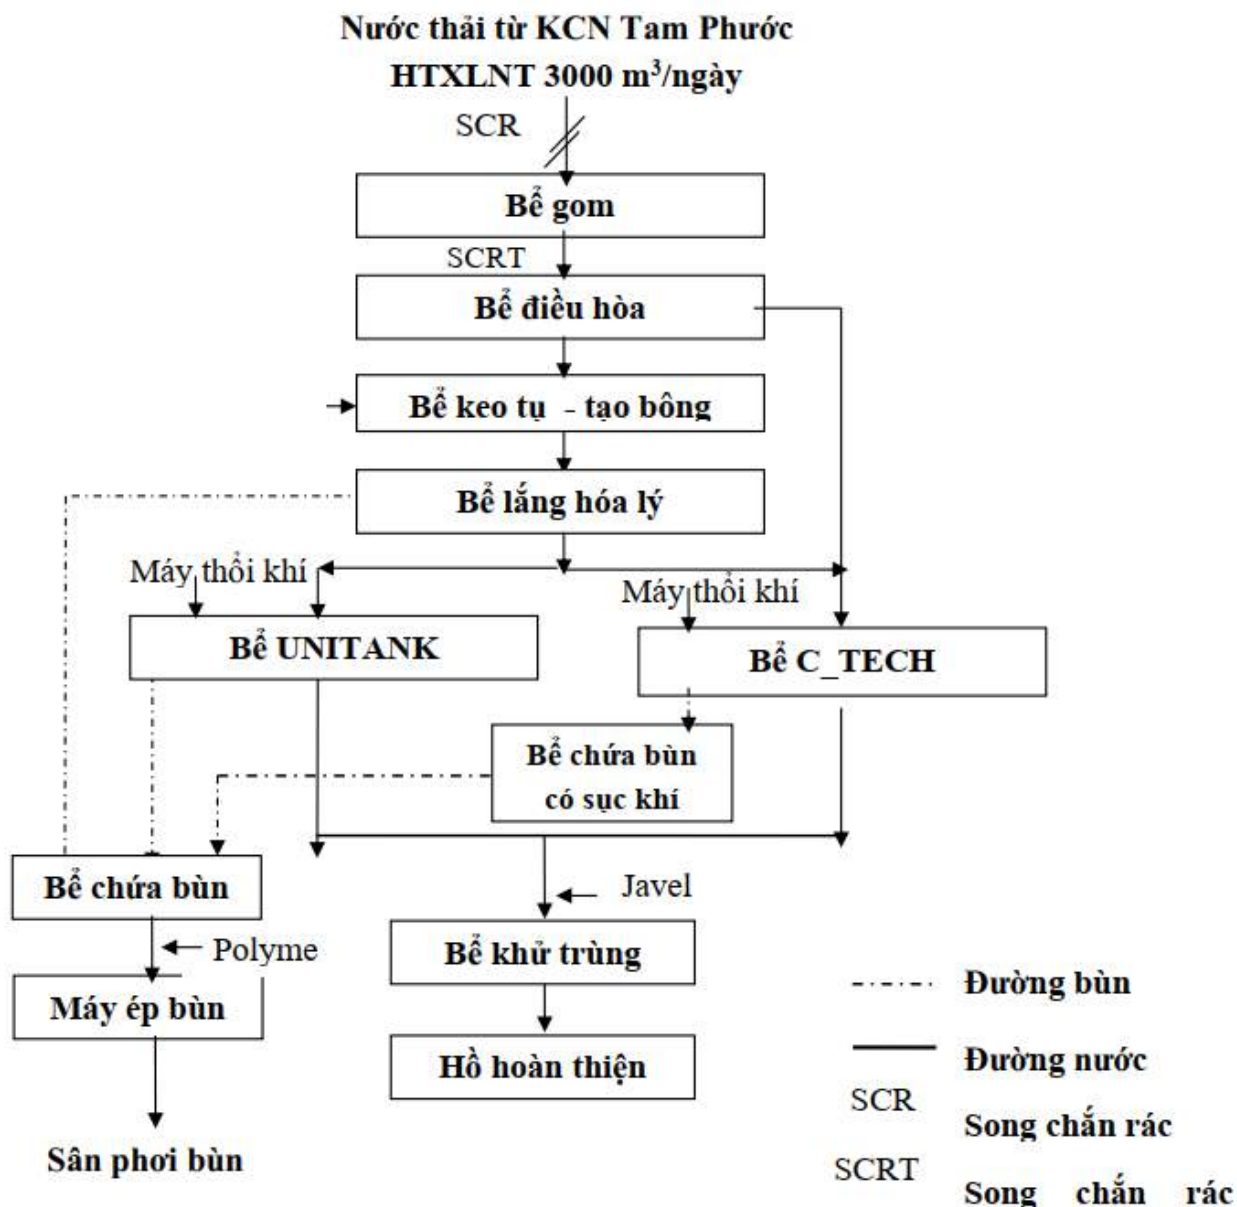 Nước thải từ KCN Tam Phước
HTXLNT 3000 m³/ngày
SCR
Bể gom
SCRT
Bể điều hòa
Bể keo tụ - tạo bông
Bể lắng hóa lý
Máy thổi khí
Máy thổi khí
Bể UNITANK
Bể C_TECH
Bể chứa bùn
có sục khí
Bể chứa bùn
Javel
Polyme
Bể khử trùng
Máy ép bùn
Hồ hoàn thiện
Sân phơi bùn
Đường bùn
Đường nước
SCR
Song chắn rác
SCRT
Song chắn rác